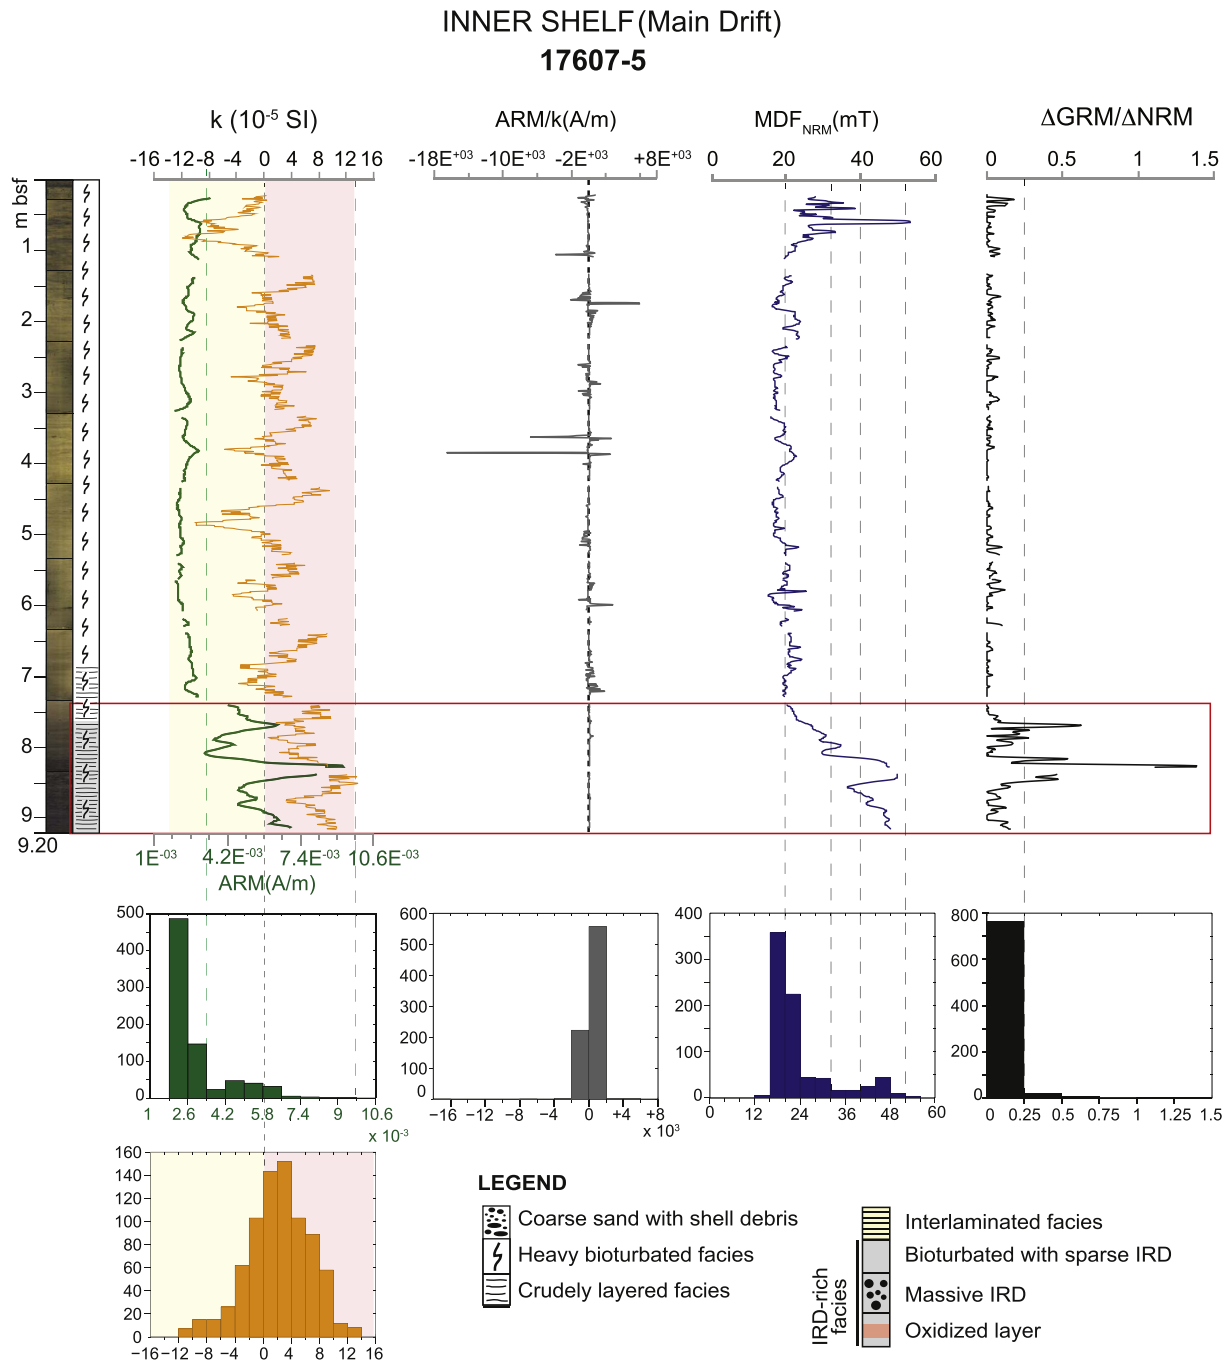 INNER SHELF(Main Drift)
17607-5
k (10-5 SI) ARM/k(A/m) MDFNRM(mT) ΔGRM/ΔNRM
-16 -12 -8 -4 0 4 8 12 16 -18E+03 -10E+03 -2E+03 +8E+03 0 20 40 60 0 0.5 1 1.5
m bsf
1
2
3
4
5
6
7
8
9
9.20
1E-03 4.2E-03 7.4E-03 10.6E-03
ARM(A/m)
500
400
300
200
100
0
1 2.6 4.2 5.8 7.4 9 10.6
x 10-3
600
500
400
300
200
100
0
−16 −12 −8 −4 0 +4 +8
x 103
400
300
200
100
0
0 12 24 36 48 60
800
600
400
200
0
0 0.25 0.5 0.75 1 1.25 1.5
160
140
120
100
80
60
40
20
0
−16 −12 −8 −4 0 4 8 12 16
LEGEND
Coarse sand with shell debris
Heavy bioturbated facies
Crudely layered facies
Interlaminated facies
IRD-rich
facies
Bioturbated with sparse IRD
Massive IRD
Oxidized layer